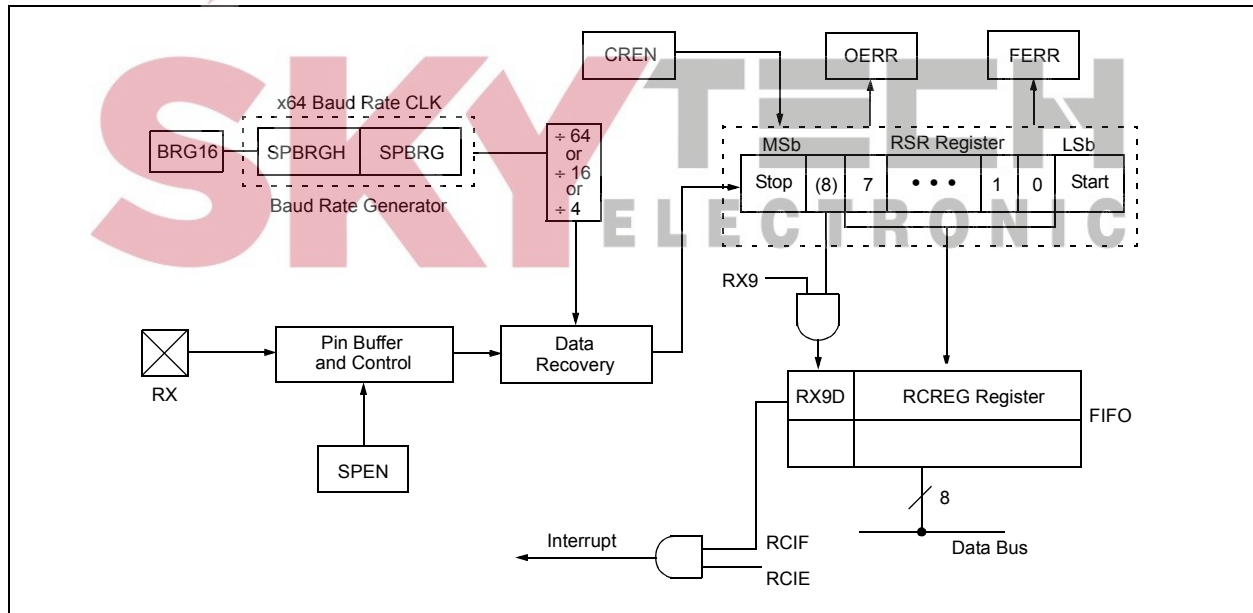 SKYTECH
ELECTRONIC
CREN
OERR
FERR
x64 Baud Rate CLK
BRG16
SPBRGH
SPBRG
Baud Rate Generator
÷ 64
or
÷ 16
or
÷ 4
MSb
RSR Register
LSb
Stop
(8)
7
• • •
1
0
Start
RX9
RX
Pin Buffer
and Control
Data
Recovery
SPEN
RX9D
RCREG Register
FIFO
8
Data Bus
Interrupt
RCIF
RCIE